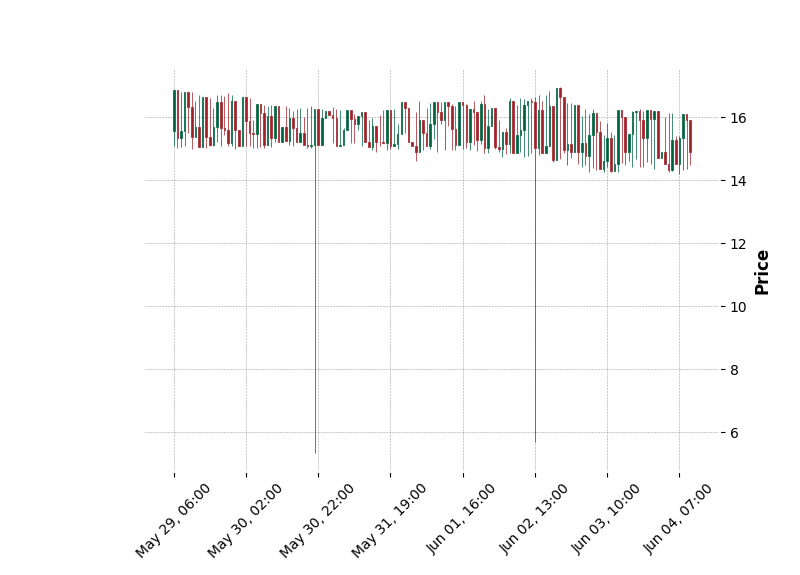 16
14
12
10
8
6
Price
May 29, 06:00
May 30, 02:00
May 30, 22:00
May 31, 19:00
Jun 01, 16:00
Jun 02, 13:00
Jun 03, 10:00
Jun 04, 07:00